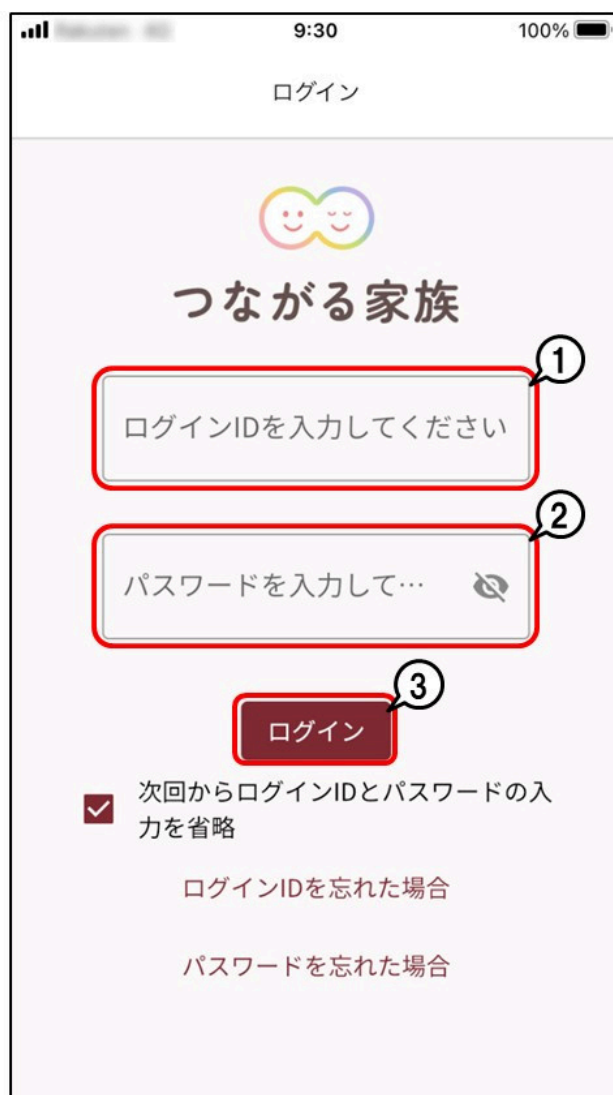 9:30
100%
ログイン
つながる家族
①
ログインIDを入力してください
②
パスワードを入力して…
③
ログイン
次回からログインIDとパスワードの入
力を省略
ログインIDを忘れた場合
パスワードを忘れた場合